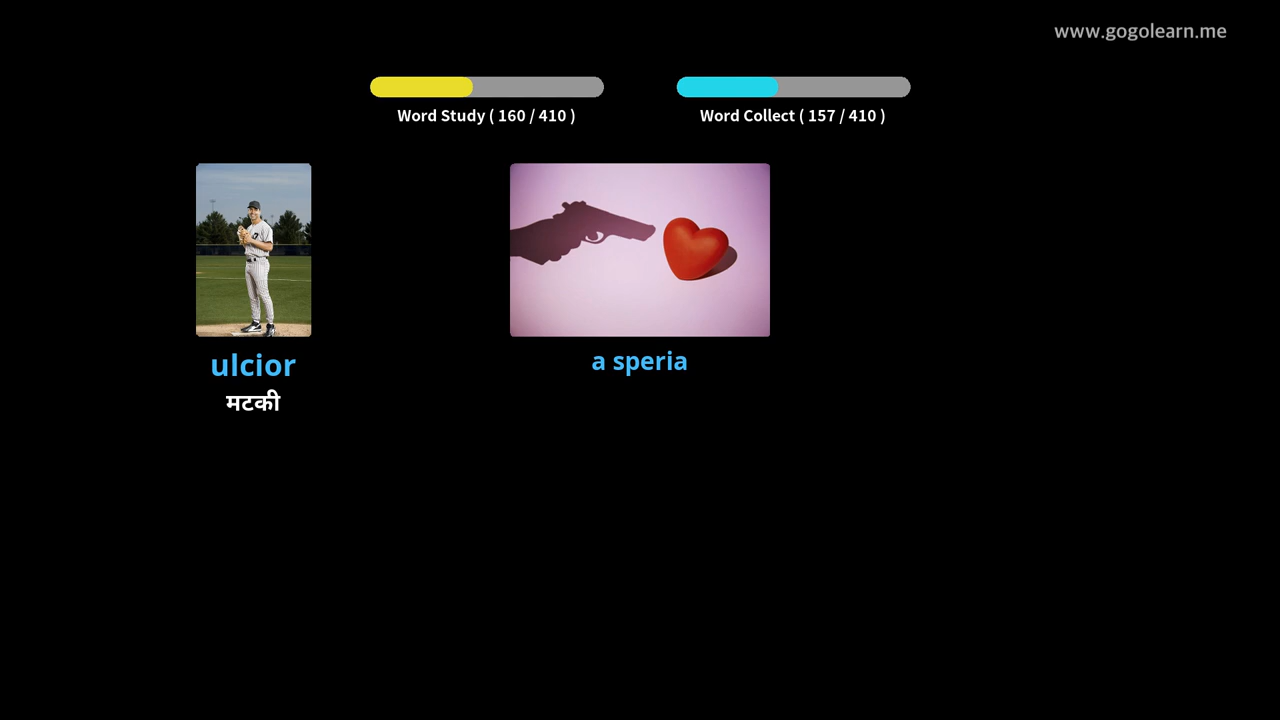 www.gogolearn.me
Word Study ( 160 / 410 )
Word Collect ( 157 / 410 )
ulcior
मटकी
a speria